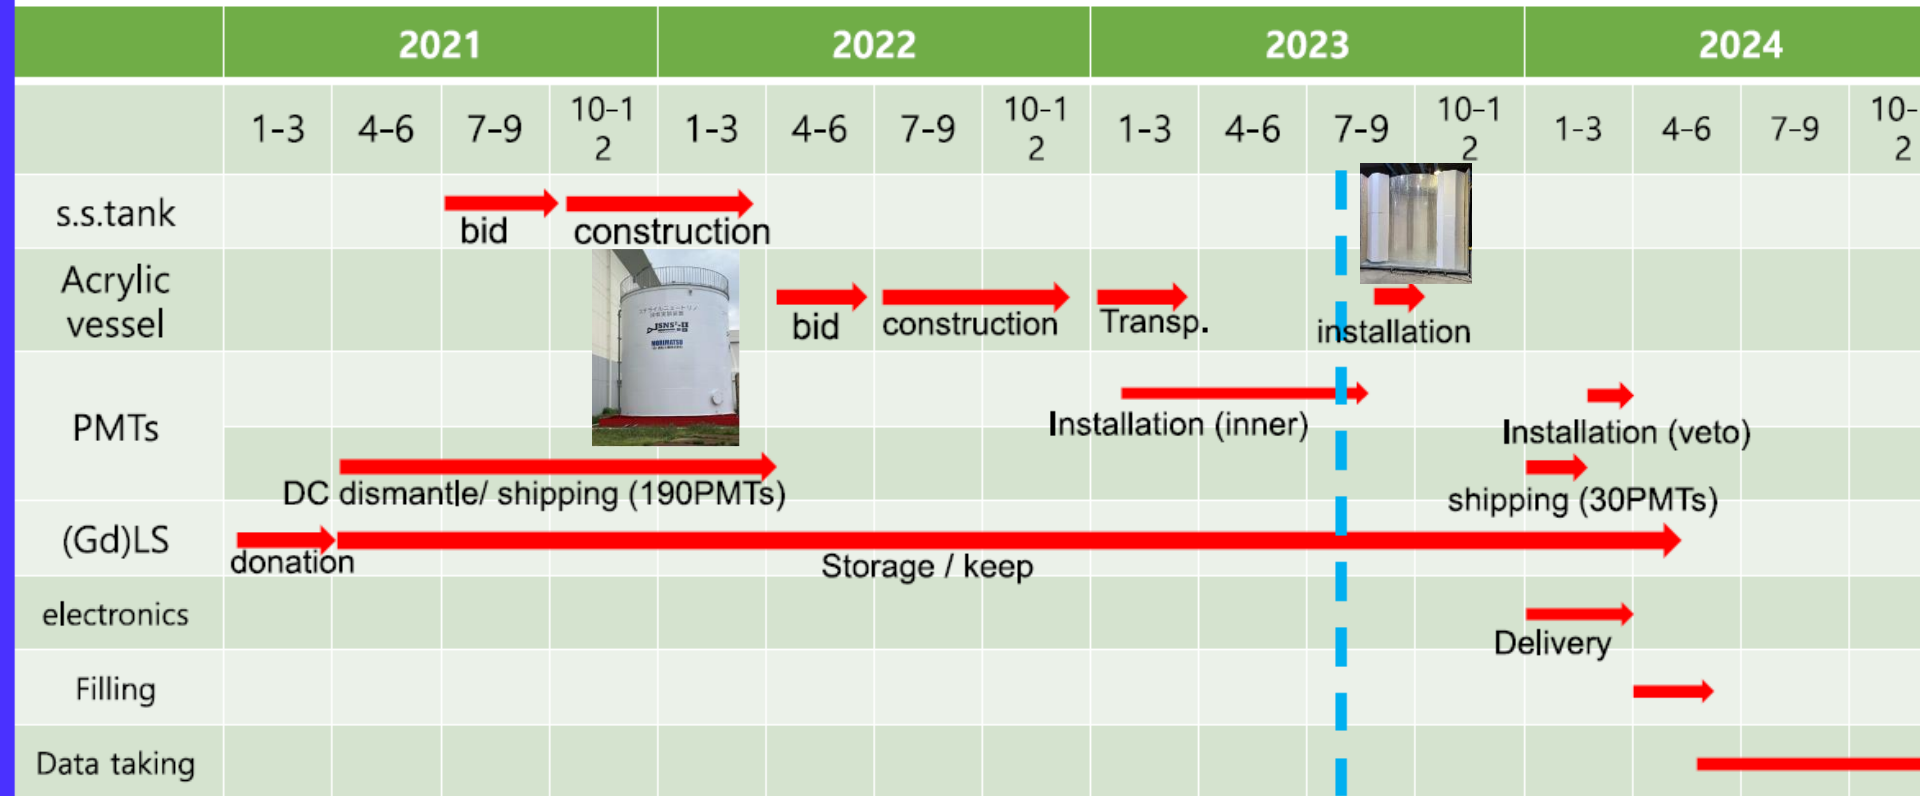 2021 2022 2023 2024
1-3 4-6 7-9 10-1 1-3 4-6 7-9 10-1 1-3 4-6 7-9 10-1 1-3 4-6 7-9 10-
2 2 2 2
s.s.tank
bid construction
Acrylic
vessel
bid construction Transp. installation
JSNS²-II
PMTs
Installation (inner) Installation (veto)
DC dismantle/ shipping (190PMTs) shipping (30PMTs)
(Gd)LS
donation Storage / keep
electronics
Delivery
Filling
Data taking